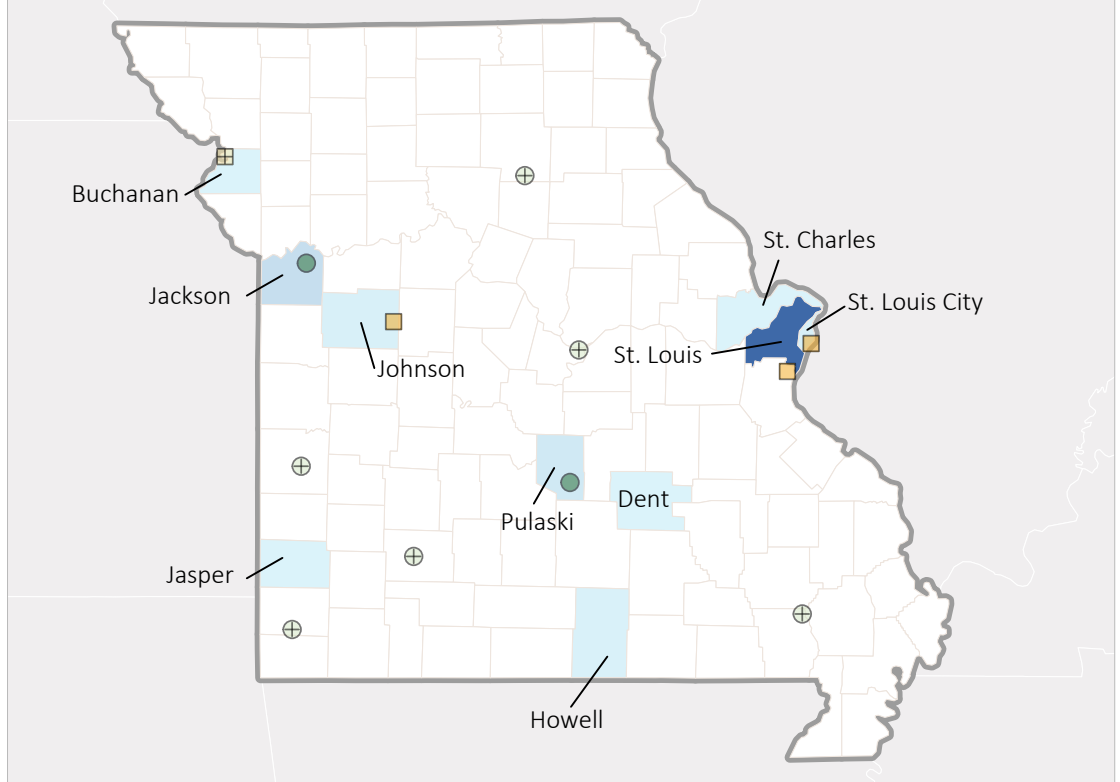 Buchanan
St. Charles
Jackson
St. Louis City
St. Louis
Johnson
Dent
Pulaski
Jasper
Howell